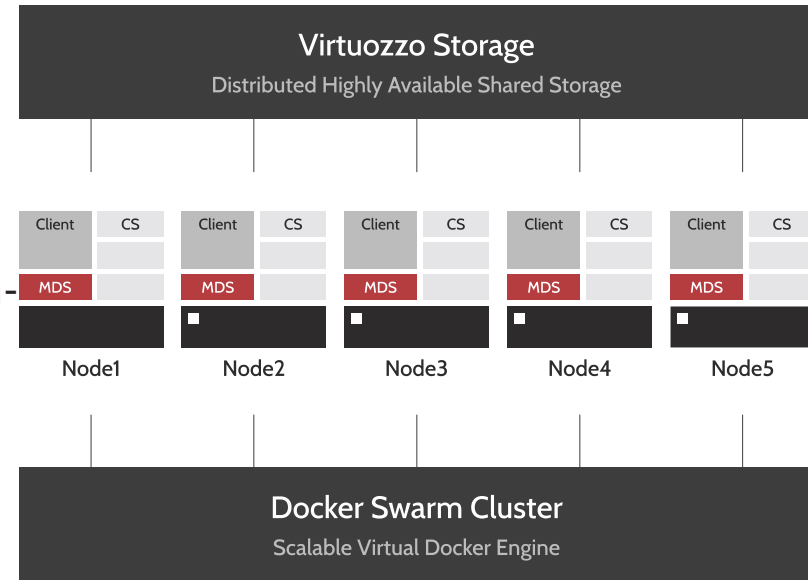 Virtuozzo Storage
Distributed Highly Available Shared Storage
Client CS Client CS Client CS Client CS Client CS
MDS MDS MDS MDS MDS
Node1 Node2 Node3 Node4 Node5
Docker Swarm Cluster
Scalable Virtual Docker Engine